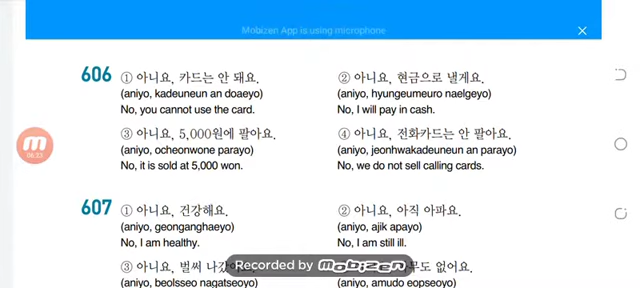 Mobizen App is using microphone
606 ① 아니요, 카드는 안 돼요. ② 아니요, 현금으로 낼게요.
(aniyo, kadeuneun an doaeyo) (aniyo, hyungeumeuro naelgeyo)
No, you cannot use the card. No, I will pay in cash.
③ 아니요, 5,000원에 팔아요. ④ 아니요, 전화카드는 안 팔아요.
(aniyo, ocheonwone parayo) (aniyo, jeonhwakadeuneun an parayo)
No, it is sold at 5,000 won. No, we do not sell calling cards.
607 ① 아니요, 건강해요. ② 아니요, 아직 아파요.
(aniyo, geonganghaeyo) (aniyo, ajik apayo)
No, I am healthy. No, I am still ill.
Recorded by mobizen
③ 아니요, 벌써 없어요.
(aniyo, beolsseo nagatseoyo) (aniyo, amudo eopseoyo)